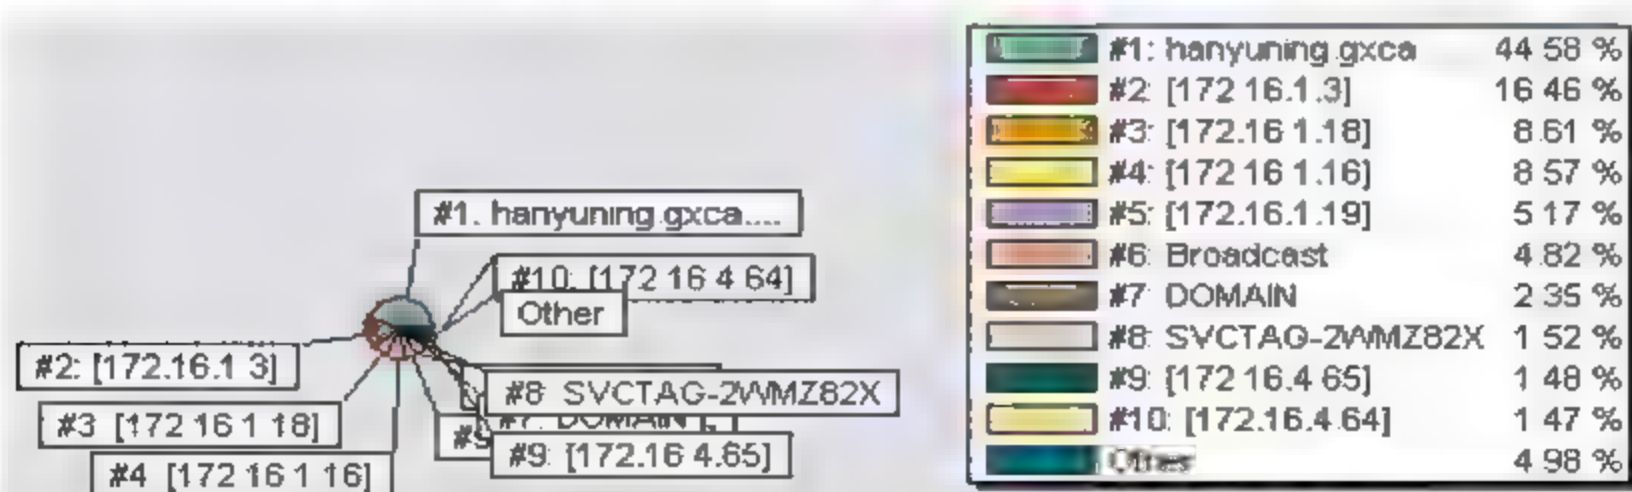 #1: hanyuning.gxca 44.58 %
#2: [172.16.1.3] 16.46 %
#3: [172.16.1.18] 8.61 %
#4: [172.16.1.16] 8.57 %
#5: [172.16.1.19] 5.17 %
#6: Broadcast 4.82 %
#7: DOMAIN 2.35 %
#8: SVCTAG-2WMZ82X 1.52 %
#9: [172.16.4.65] 1.48 %
#10: [172.16.4.64] 1.47 %
Other 4.98 %
#1: hanyuning.gxca....
#10: [172.16.4.64]
Other
#2: [172.16.1.3]
#8: SVCTAG-2WMZ82X
#3: [172.16.1.18]
#7: DOMAIN
#9: [172.16.4.65]
#4: [172.16.1.16]